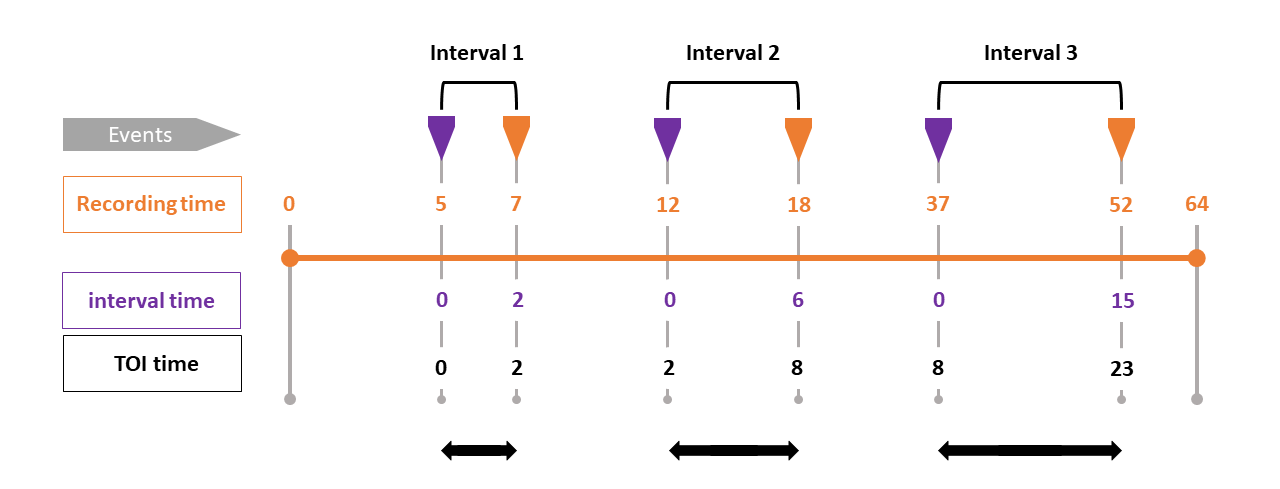 Interval 1 Interval 2 Interval 3
Events
Recording time 0 5 7 12 18 37 52 64
interval time 0 2 0 6 0 15
TOI time 0 2 2 8 8 23